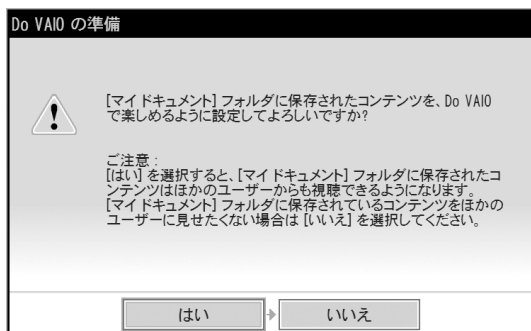 Do VAIO の準備
[マイ ドキュメント] フォルダに保存されたコンテンツを、Do VAIO
で楽しめるように設定してよろしいですか?
ご注意 :
[はい] を選択すると、[マイ ドキュメント] フォルダに保存されたコ
ンテンツはほかのユーザーからも視聴できるようになります。
[マイ ドキュメント] フォルダに保存されているコンテンツをほかの
ユーザーに見せたくない場合は [いいえ] を選択してください。
はい いいえ